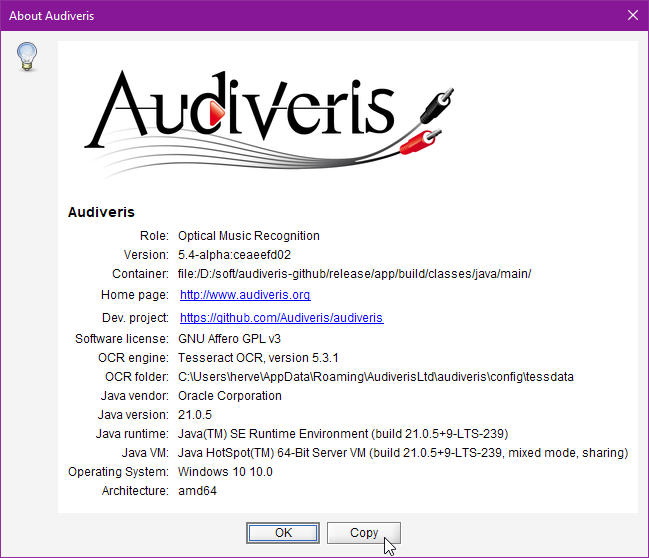 About Audiveris
Audiveris
Audiveris
Role: Optical Music Recognition
Version: 5.4-alpha:ceaeefd02
Container: file:/D:/soft/audiveris-github/release/app/build/classes/java/main/
Home page: http://www.audiveris.org
Dev. project: https://github.com/Audiveris/audiveris
Software license: GNU Affero GPL v3
OCR engine: Tesseract OCR, version 5.3.1
OCR folder: C:\Users\herve\AppData\Roaming\AudiverisLtd\audiveris\config\tessdata
Java vendor: Oracle Corporation
Java version: 21.0.5
Java runtime: Java(TM) SE Runtime Environment (build 21.0.5+9-LTS-239)
Java VM: Java HotSpot(TM) 64-Bit Server VM (build 21.0.5+9-LTS-239, mixed mode, sharing)
Operating System: Windows 10 10.0
Architecture: amd64
OK Copy